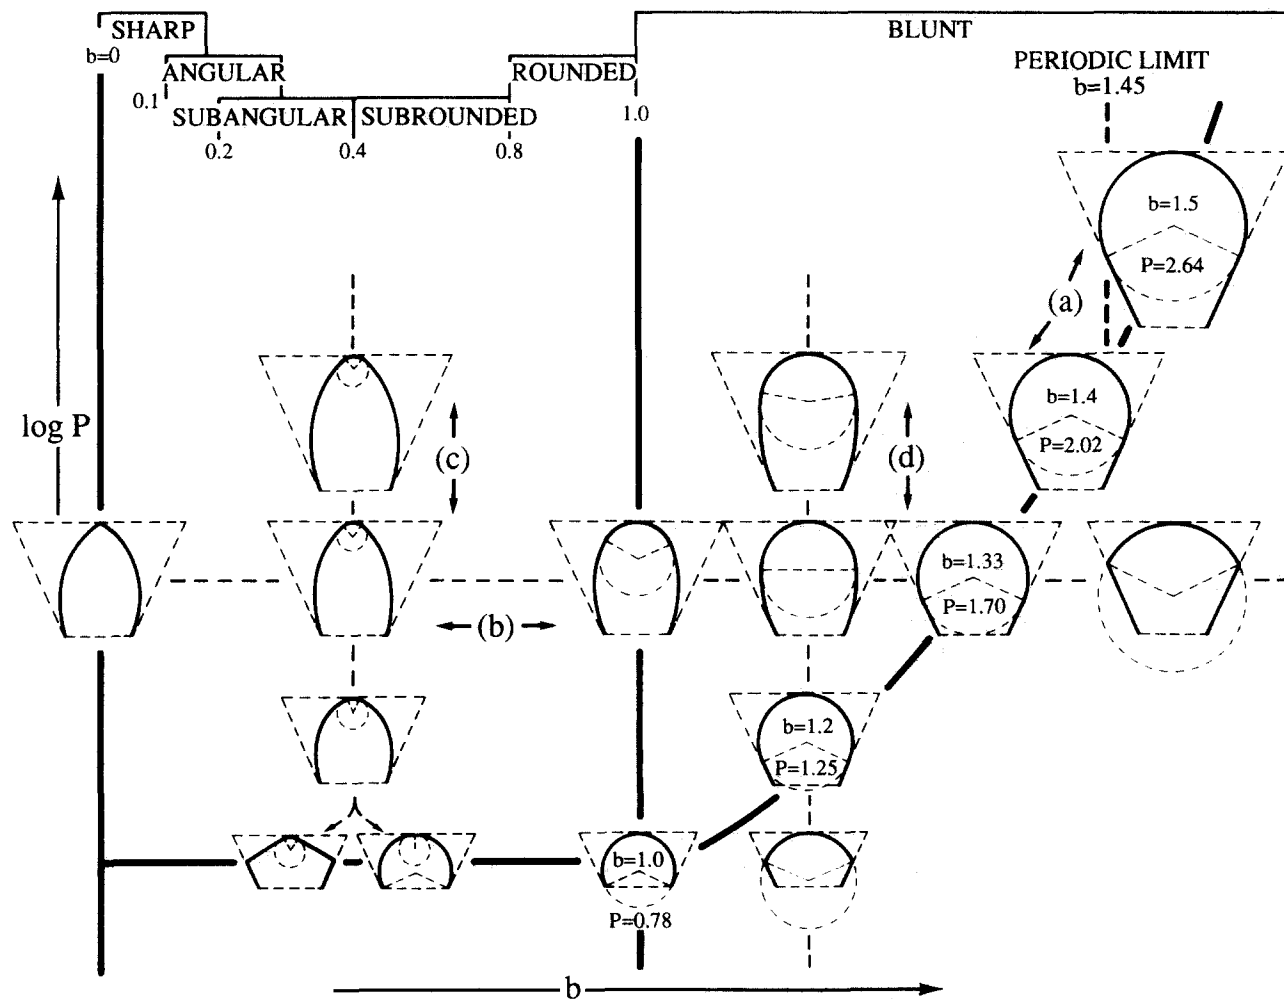 SHARP
BLUNT
b=0
ANGULAR
ROUNDED
PERIODIC LIMIT
b=1.45
0.1
SUBANGULAR
SUBROUNDED
1.0
0.2
0.4
0.8
b=1.5
P=2.64
(a)
b=1.4
log P
(c)
(d)
P=2.02
b=1.33
P=1.70
(b)
b=1.2
P=1.25
b=1.0
P=0.78
b